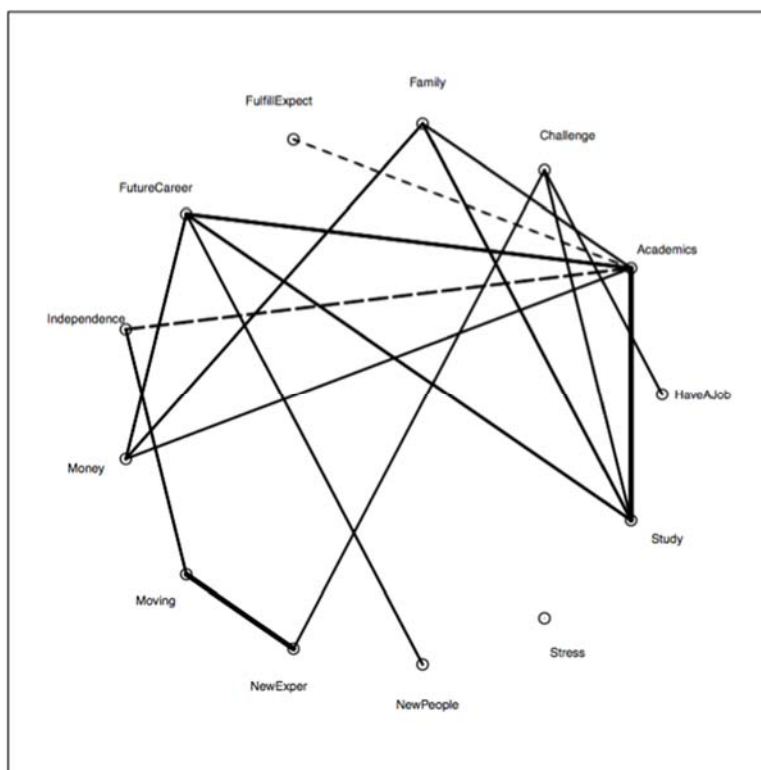 Family
FulfillExpect
Challenge
FutureCareer
Academics
Independence
HaveAJob
Money
Study
Moving
Stress
NewExper
NewPeople